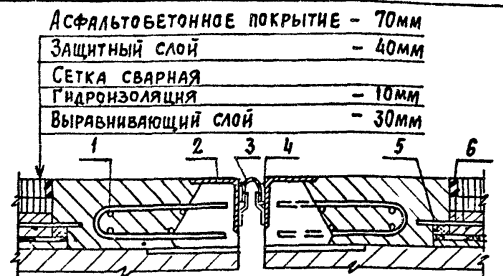 Асфальтобетонное покрытие - 70мм
Защитный слой - 40мм
Сетка сварная
Гидроизоляция - 10мм
Выравнивающий слой - 30мм
1 2 3 4 5 6